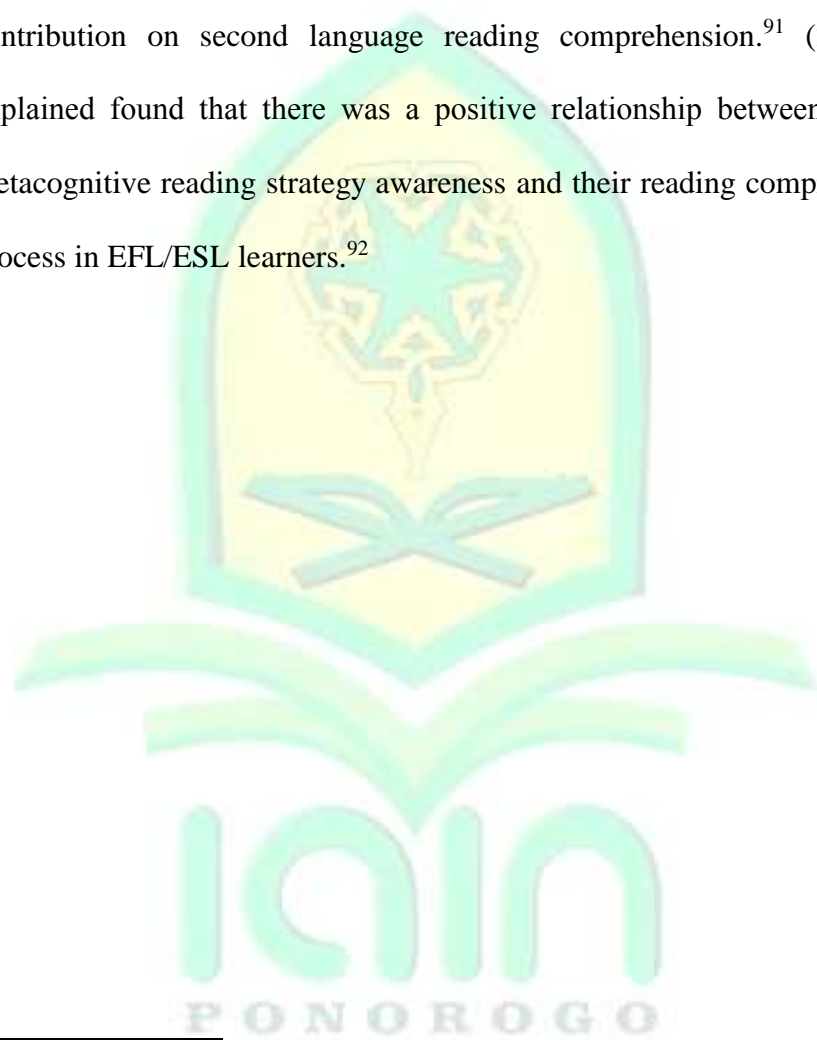 ntribution on second language reading comprehension.91 (
plained found that there was a positive relationship between
etacognitive reading strategy awareness and their reading comp
ocess in EFL/ESL learners.92
iain
PONOROGO